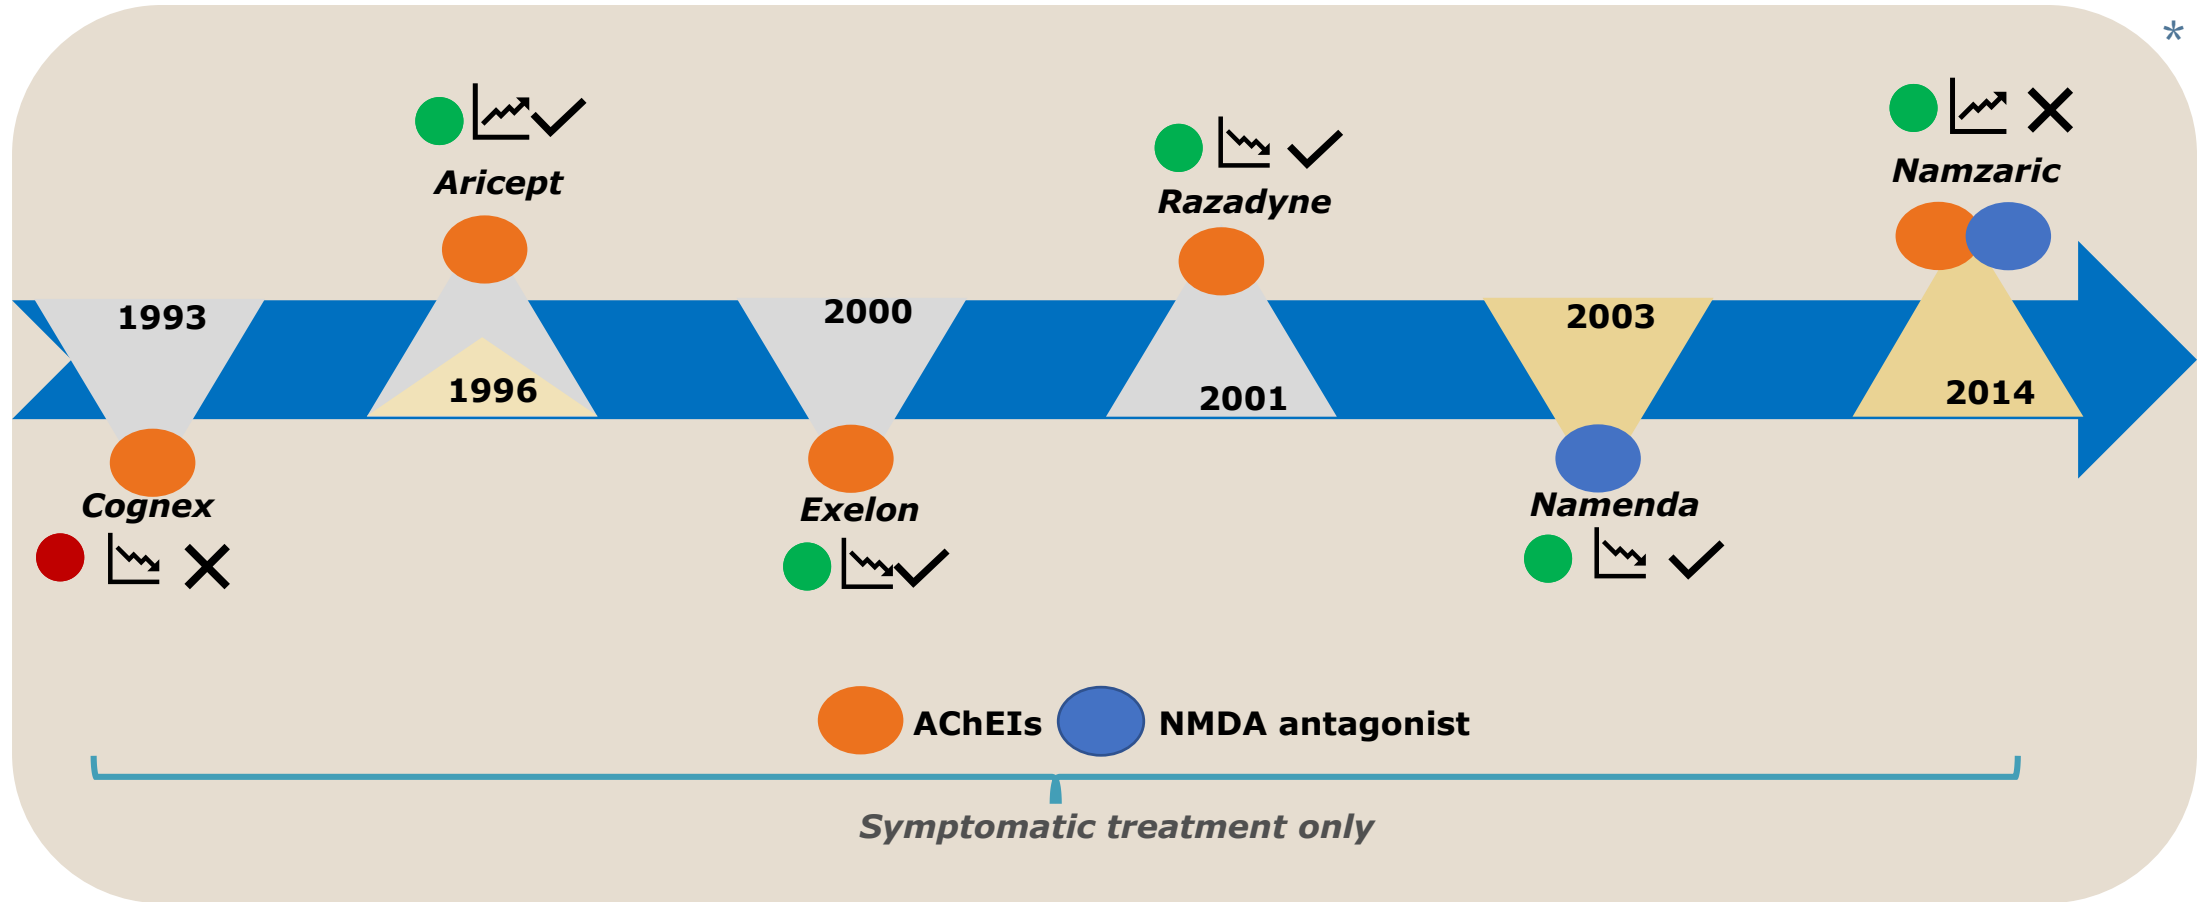 *
Aricept
Razadyne
Namzaric
1993
1996
2000
2001
2003
2014
Cognex
Exelon
Namenda
AChEIs
NMDA antagonist
Symptomatic treatment only